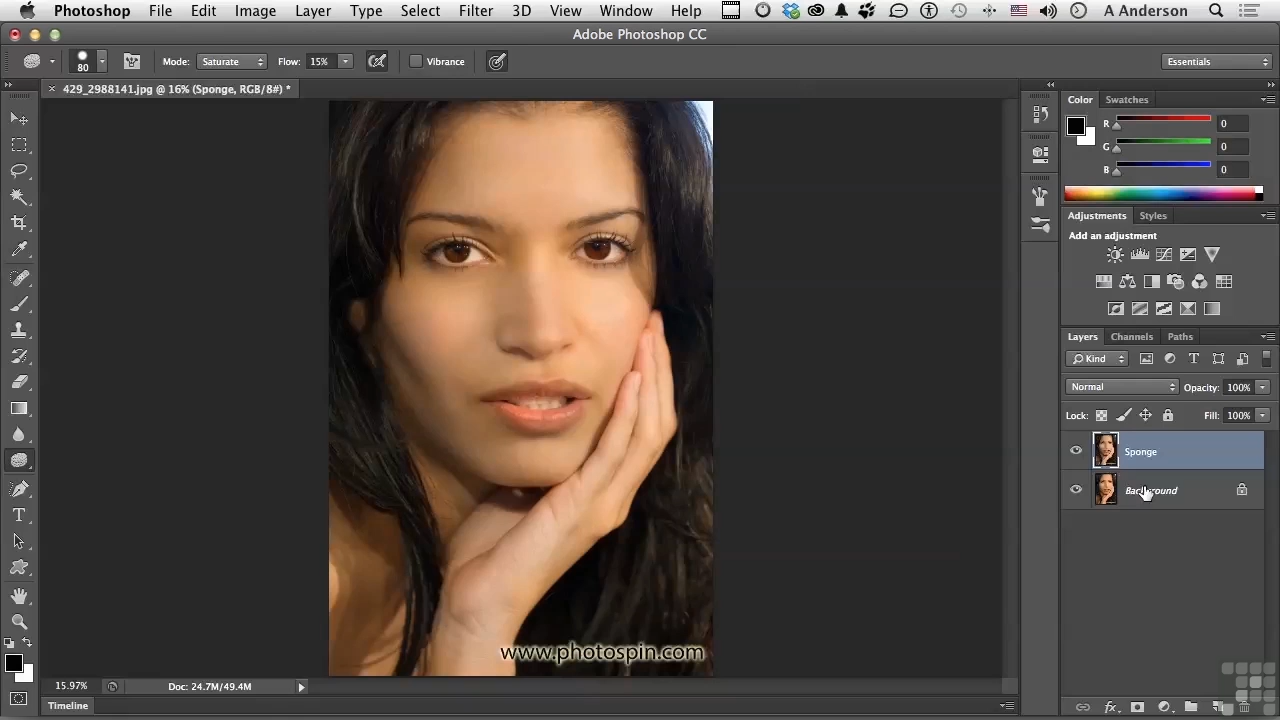 Photoshop File Edit Image Layer Type Select Filter 3D View Window Help A Anderson
Adobe Photoshop CC
80 Mode: Saturate Flow: 15% Vibrance Essentials
429_2988141.jpg @ 16% (Sponge, RGB/8#) *
Color Swatches
R 0
G 0
B 0
Adjustments Styles
Add an adjustment
Layers Channels Paths
Kind
Normal Opacity: 100%
Lock: Fill: 100%
Sponge
Background
www.photospin.com
15.97% Doc: 24.7M/49.4M
Timeline